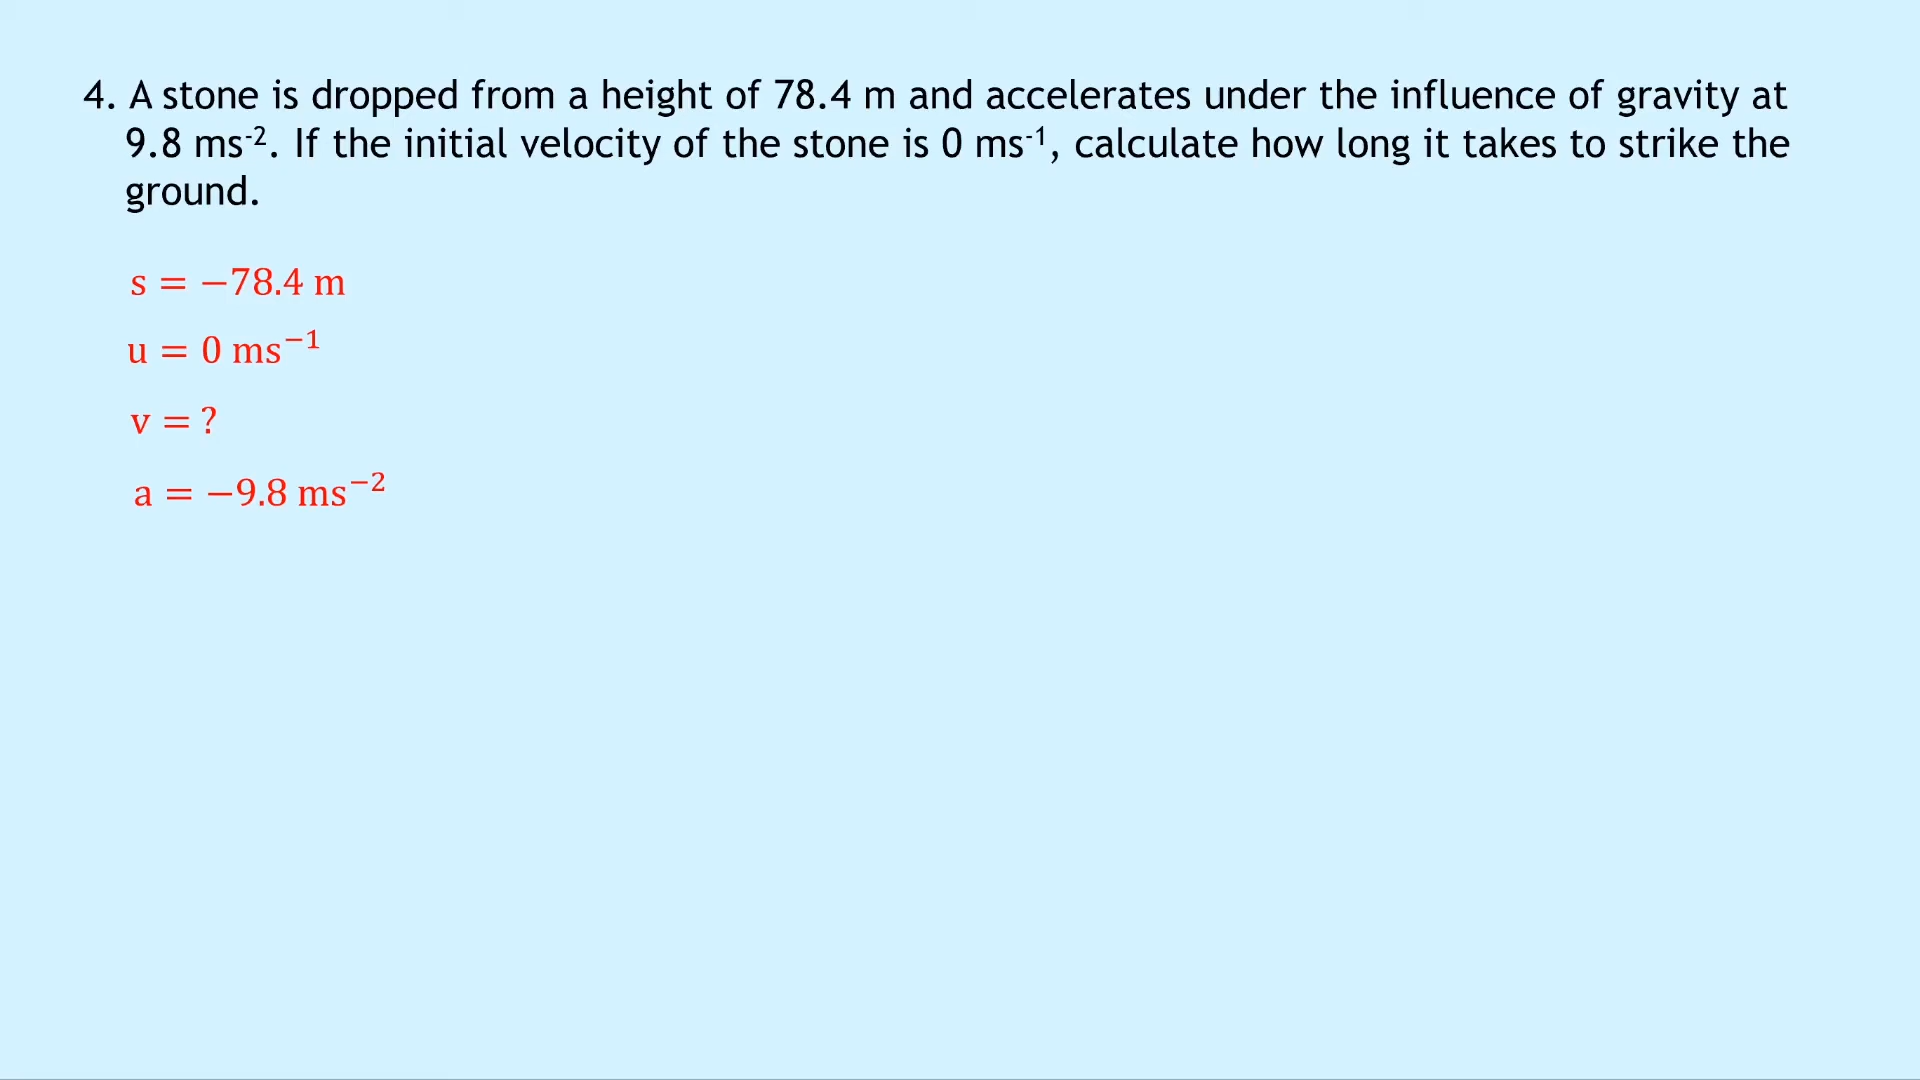 4. A stone is dropped from a height of 78.4 m and accelerates under the influence of gravity at
9.8 ms⁻². If the initial velocity of the stone is 0 ms⁻¹, calculate how long it takes to strike the
ground.
s = −78.4 m
u = 0 ms⁻¹
v = ?
a = −9.8 ms⁻²